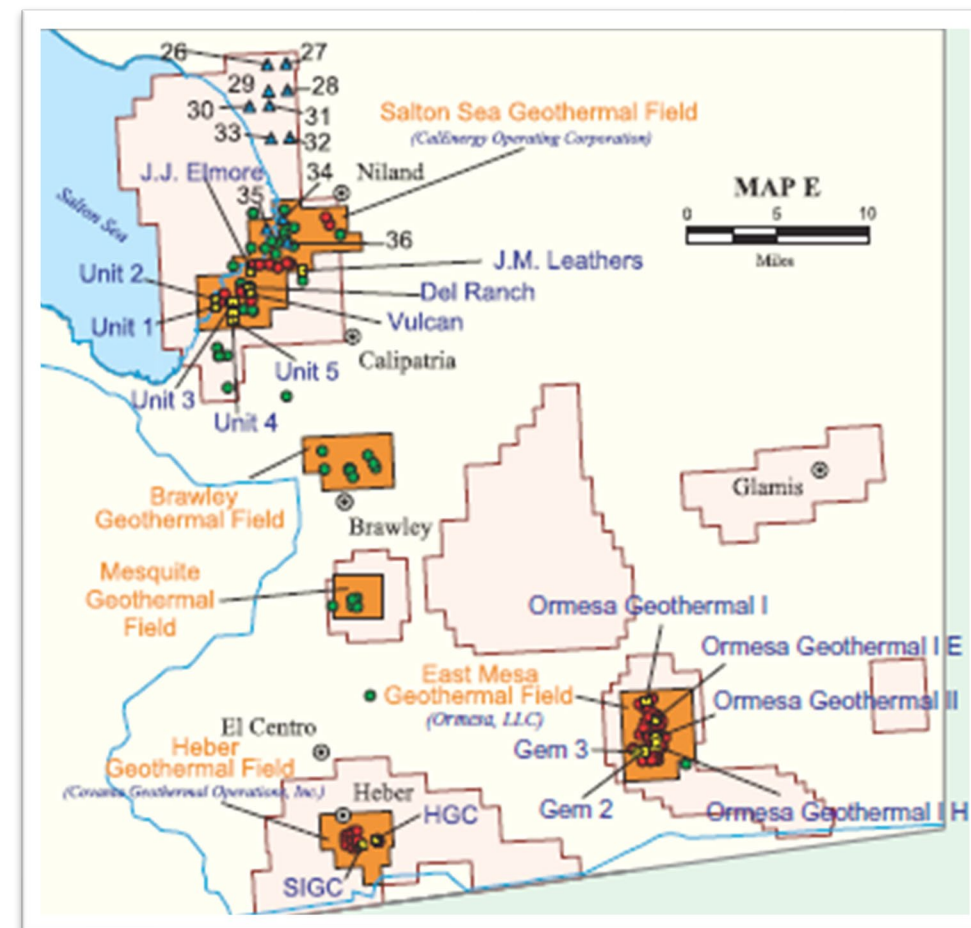 26
27
29
28
30
31
33
32
Salton Sea Geothermal Field
(CalEnergy Operating Corporation)
J.J. Elmore
34
Niland
35
MAP E
0 5 10
Miles
Salton Sea
36
J.M. Leathers
Unit 2
Del Ranch
Unit 1
Vulcan
Calipatria
Unit 5
Unit 3
Unit 4
Brawley
Geothermal Field
Brawley
Glamis
Mesquite
Geothermal
Field
Ormesa Geothermal I
Ormesa Geothermal I E
East Mesa
Geothermal Field
(Ormesa, LLC)
Ormesa Geothermal II
El Centro
Gem 3
Heber
Geothermal Field
(Covanta Geothermal Operations, Inc.)
Heber
HGC
Gem 2
Ormesa Geothermal I H
SIGC